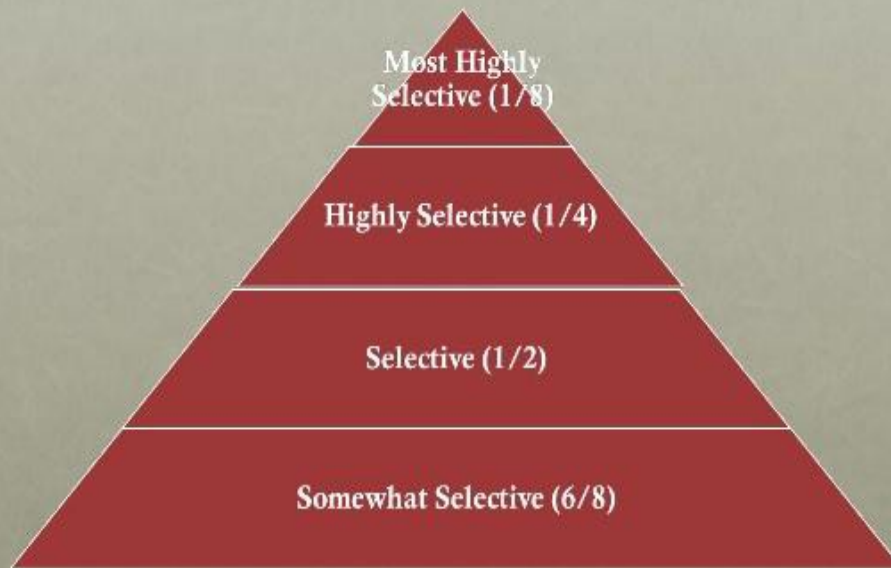 Most Highly
Selective (1/8)
Highly Selective (1/4)
Selective (1/2)
Somewhat Selective (6/8)